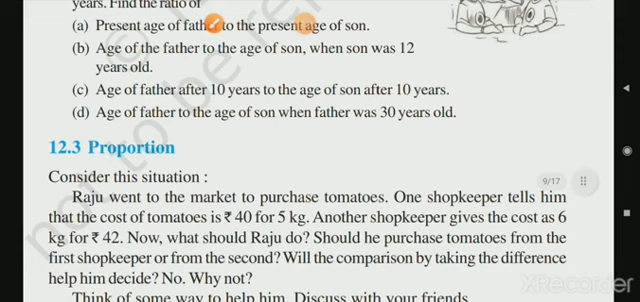 years. Find the ratio of
(a) Present age of father to the present age of son.
(b) Age of the father to the age of son, when son was 12
years old.
(c) Age of father after 10 years to the age of son after 10 years.
(d) Age of father to the age of son when father was 30 years old.
12.3 Proportion
Consider this situation :
9/17
Raju went to the market to purchase tomatoes. One shopkeeper tells him
that the cost of tomatoes is ₹ 40 for 5 kg. Another shopkeeper gives the cost as 6
kg for ₹ 42. Now, what should Raju do? Should he purchase tomatoes from the
first shopkeeper or from the second? Will the comparison by taking the difference
help him decide? No. Why not?
Think of some way to help him. Discuss with your friends.
XRecorder
not to be re